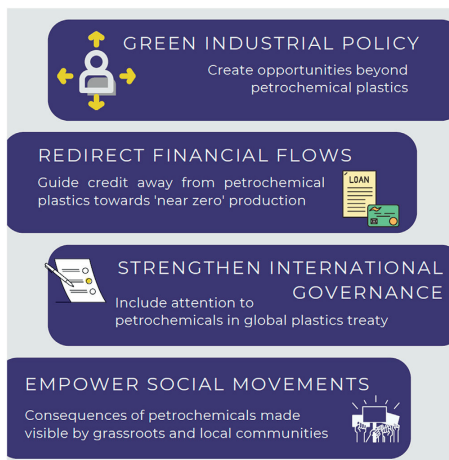 GREEN INDUSTRIAL POLICY
Create opportunities beyond
petrochemical plastics
REDIRECT FINANCIAL FLOWS
Guide credit away from petrochemical
plastics towards 'near zero' production
LOAN
STRENGTHEN INTERNATIONAL
GOVERNANCE
Include attention to
petrochemicals in global plastics treaty
EMPOWER SOCIAL MOVEMENTS
Consequences of petrochemicals made
visible by grassroots and local communities